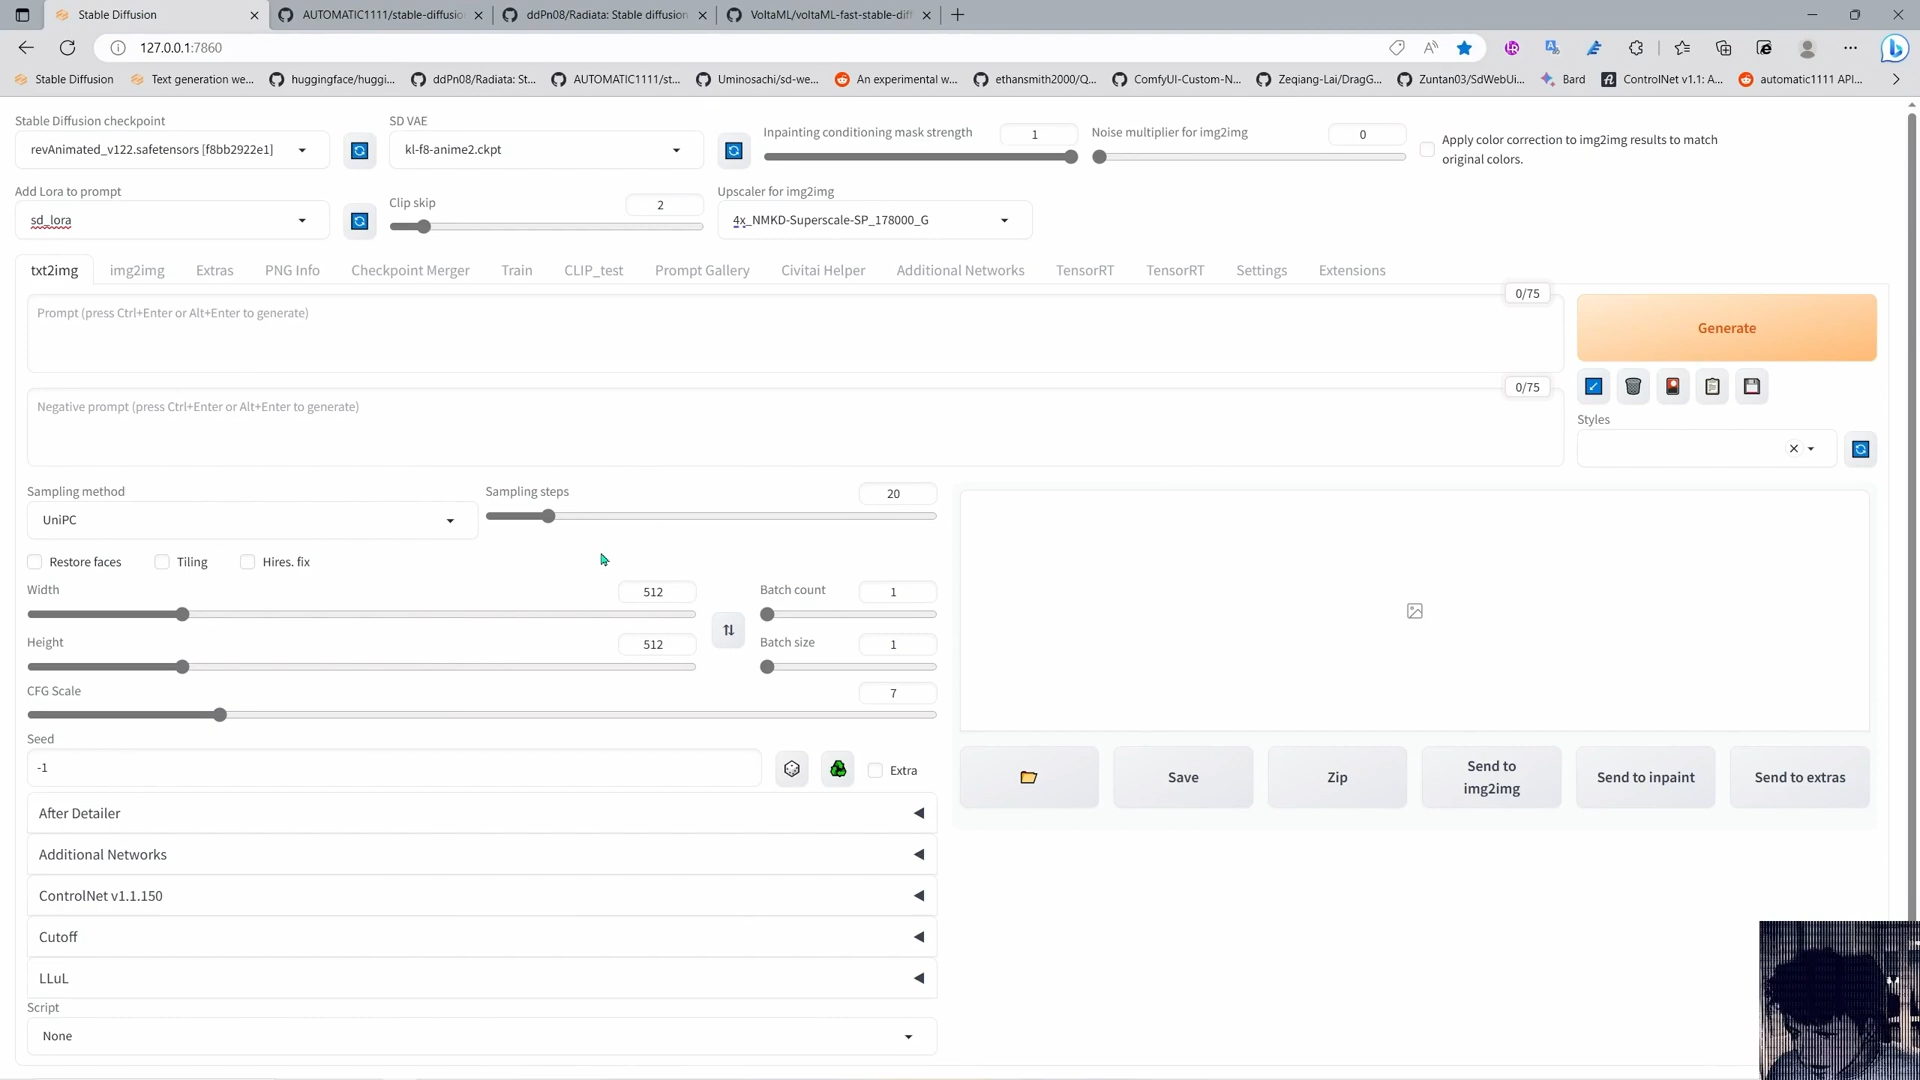 Stable Diffusion
AUTOMATIC1111/stable-diffusio
ddPn08/Radiata: Stable diffusion
VoltaML/voltaML-fast-stable-diff
127.0.0.1:7860
Stable Diffusion
Text generation we...
huggingface/huggi...
ddPn08/Radiata: St...
AUTOMATIC1111/st...
Uminosachi/sd-we...
An experimental w...
ethansmith2000/Q...
ComfyUI-Custom-N...
Zeqiang-Lai/DragG...
Zuntan03/SdWebUi...
Bard
ControlNet v1.1: A...
automatic1111 API...
Stable Diffusion checkpoint
revAnimated_v122.safetensors [f8bb2922e1]
SD VAE
kl-f8-anime2.ckpt
Inpainting conditioning mask strength
1
Noise multiplier for img2img
0
Apply color correction to img2img results to match
original colors.
Add Lora to prompt
sd_lora
Clip skip
2
Upscaler for img2img
4x_NMKD-Superscale-SP_178000_G
txt2img
img2img
Extras
PNG Info
Checkpoint Merger
Train
CLIP_test
Prompt Gallery
Civitai Helper
Additional Networks
TensorRT
TensorRT
Settings
Extensions
0/75
Prompt (press Ctrl+Enter or Alt+Enter to generate)
Generate
0/75
Negative prompt (press Ctrl+Enter or Alt+Enter to generate)
Styles
Sampling method
UniPC
Sampling steps
20
Restore faces
Tiling
Hires. fix
Width
512
Batch count
1
Height
512
Batch size
1
CFG Scale
7
Seed
-1
Extra
Save
Zip
Send to
img2img
Send to inpaint
Send to extras
After Detailer
Additional Networks
ControlNet v1.1.150
Cutoff
LLuL
Script
None